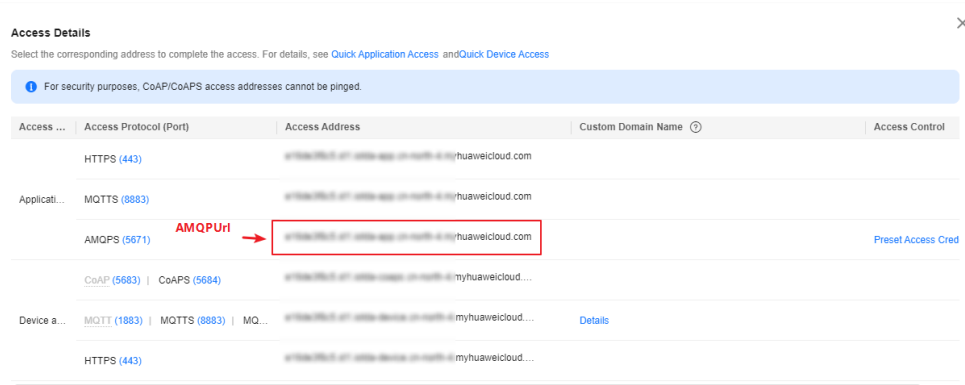 Access Details
Select the corresponding address to complete the access. For details, see Quick Application Access andQuick Device Access
For security purposes, CoAP/CoAPS access addresses cannot be pinged.
Access ... Access Protocol (Port) Access Address Custom Domain Name ? Access Control
HTTPS (443) huaweicloud.com
Applicati... MQTTS (8883) huaweicloud.com
AMQPUrl
AMQPS (5671) huaweicloud.com Preset Access Cred
CoAP (5683) | CoAPS (5684) myhuaweicloud....
Device a... MQTT (1883) | MQTTS (8883) | MQ... myhuaweicloud.... Details
HTTPS (443) myhuaweicloud....